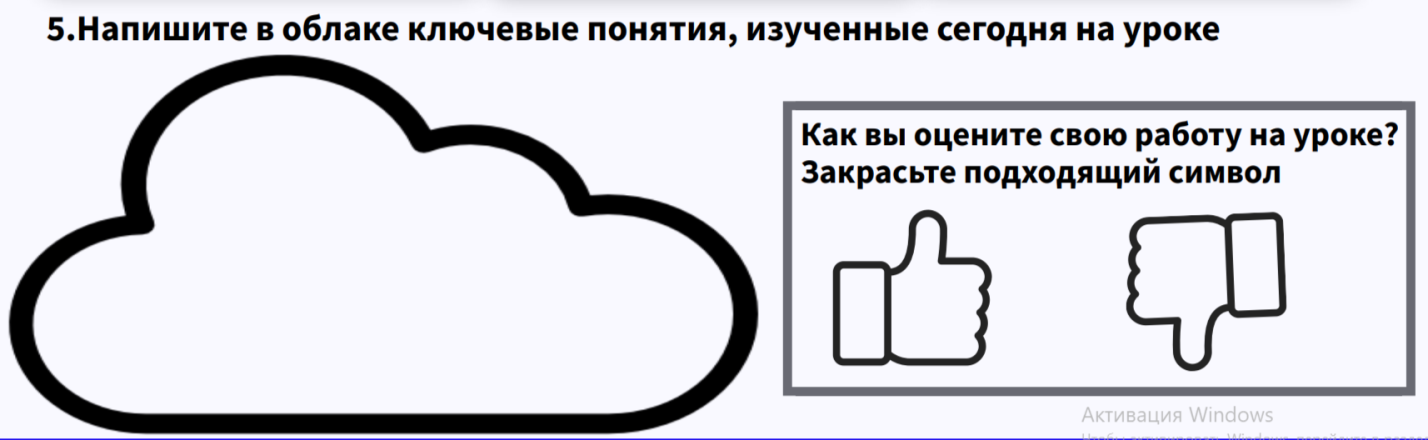 5.Напишите в облаке ключевые понятия, изученные сегодня на уроке
Как вы оцените свою работу на уроке?
Закрасьте подходящий символ
Активация Windows